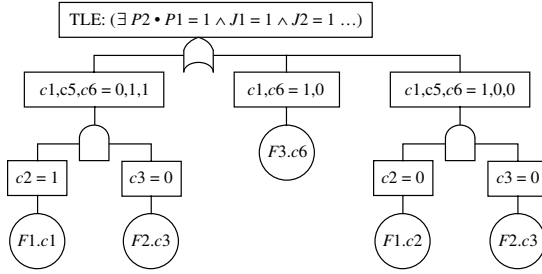 TLE: (∃ P2 • P1 = 1 ∧ J1 = 1 ∧ J2 = 1 ...)
c1,c5,c6 = 0,1,1
c1,c6 = 1,0
c1,c5,c6 = 1,0,0
F3.c6
c2 = 1
c3 = 0
c2 = 0
c3 = 0
F1.c1
F2.c3
F1.c2
F2.c3